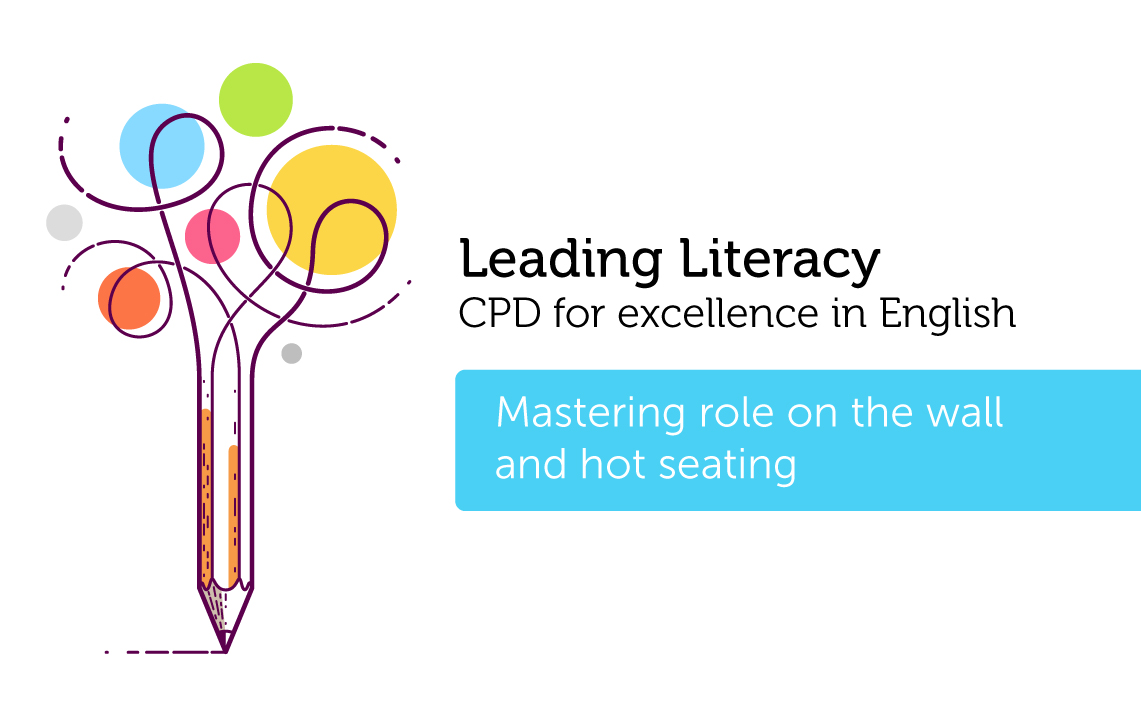 Leading Literacy
CPD for excellence in English
Mastering role on the wall
and hot seating